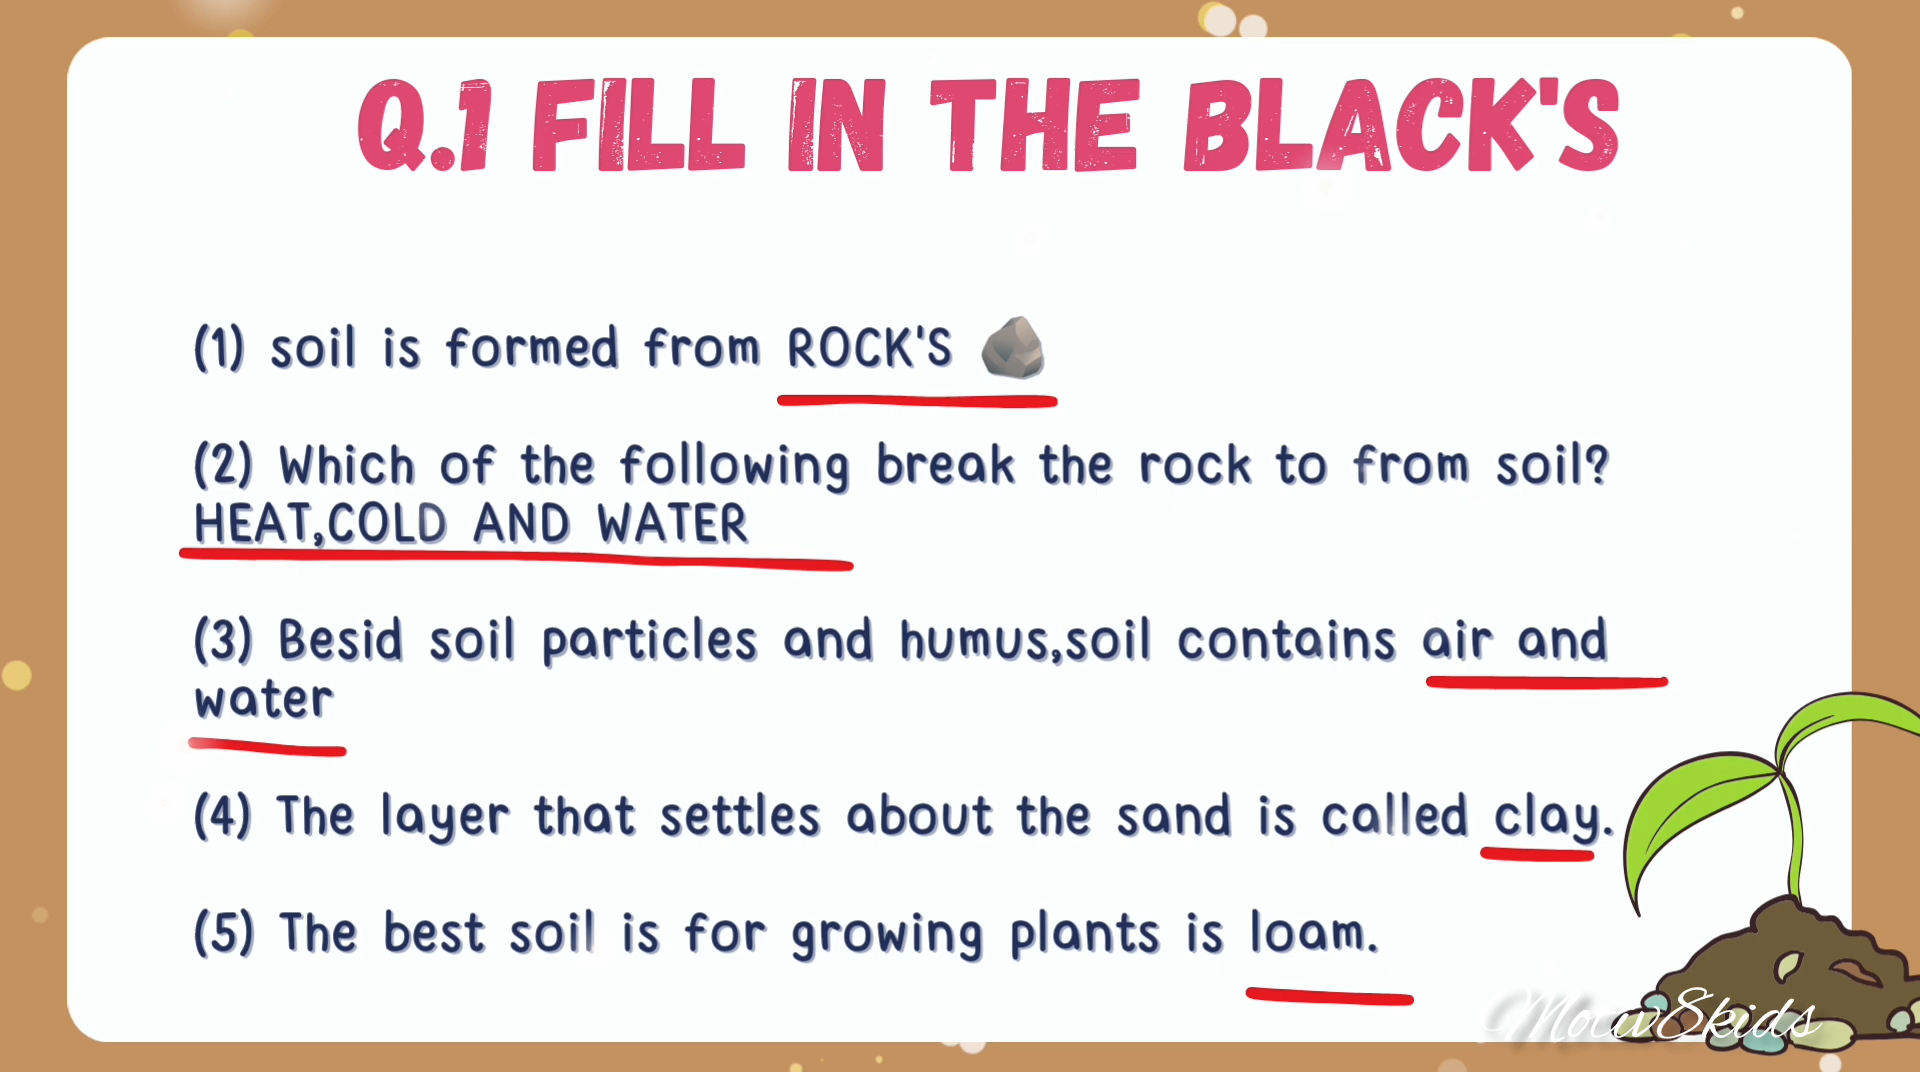 Q.1 FILL IN THE BLACK'S
(1) soil is formed from ROCK'S
(2) Which of the following break the rock to from soil?
HEAT,COLD AND WATER
(3) Besid soil particles and humus,soil contains air and
water
(4) The layer that settles about the sand is called clay.
(5) The best soil is for growing plants is loam.